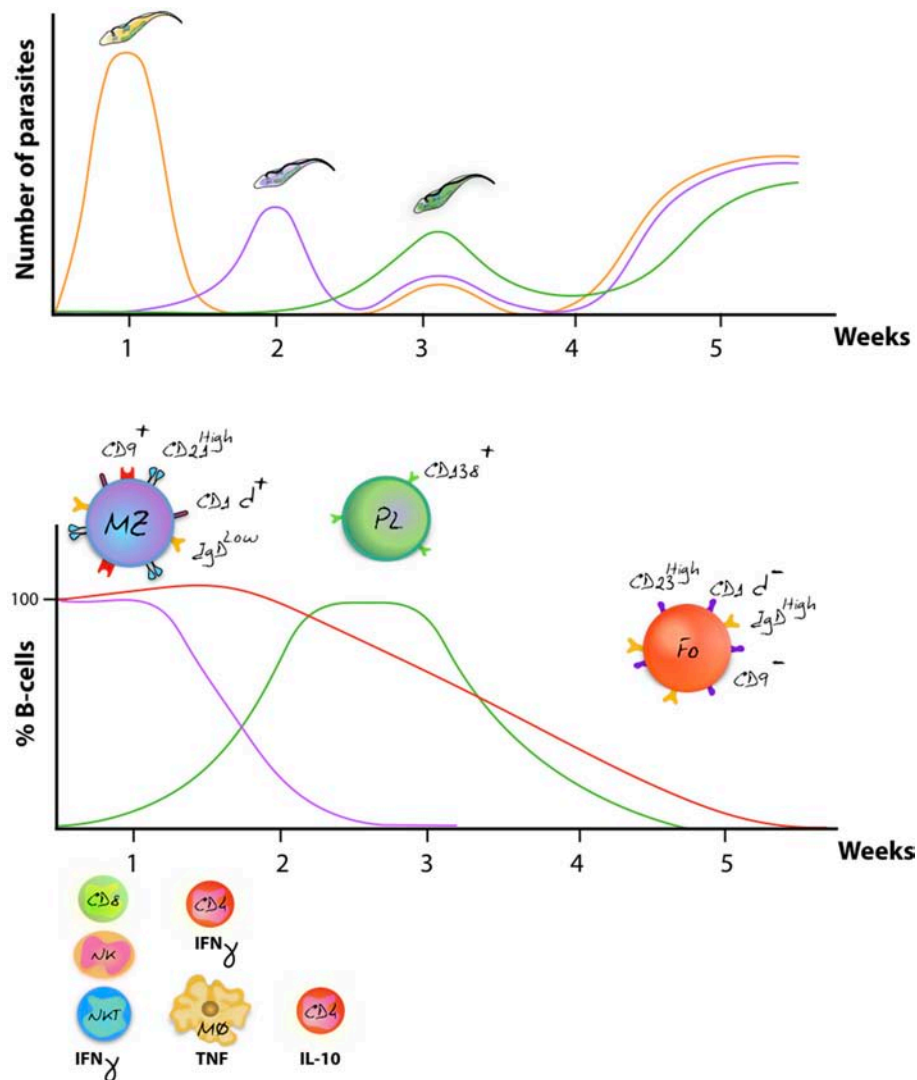 Number of parasites
1 2 3 4 5
Weeks
CD9+ CD21High
CD1 d+
IgDLow
MZ
CD138+
PL
CD23High CD1 d-
IgDHigh
CD9-
Fo
100
% B-cells
1 2 3 4 5
Weeks
CD8 CD4
IFNγ
NK
NKT MØ CD4
IFNγ TNF IL-10